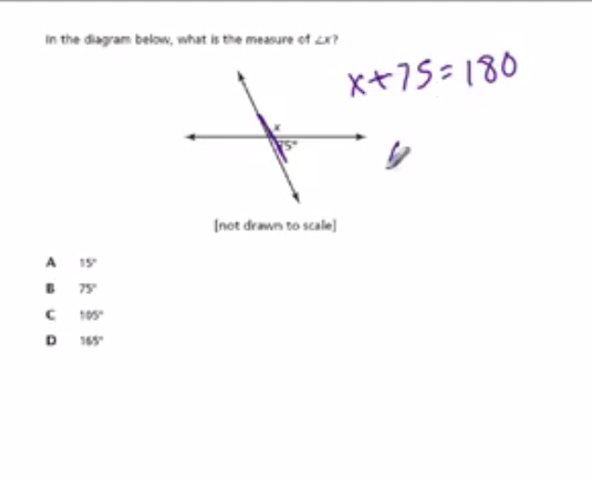 In the diagram below, what is the measure of ∠x?
x+75=180
x
75°
[not drawn to scale]
A 15°
B 75°
C 105°
D 165°